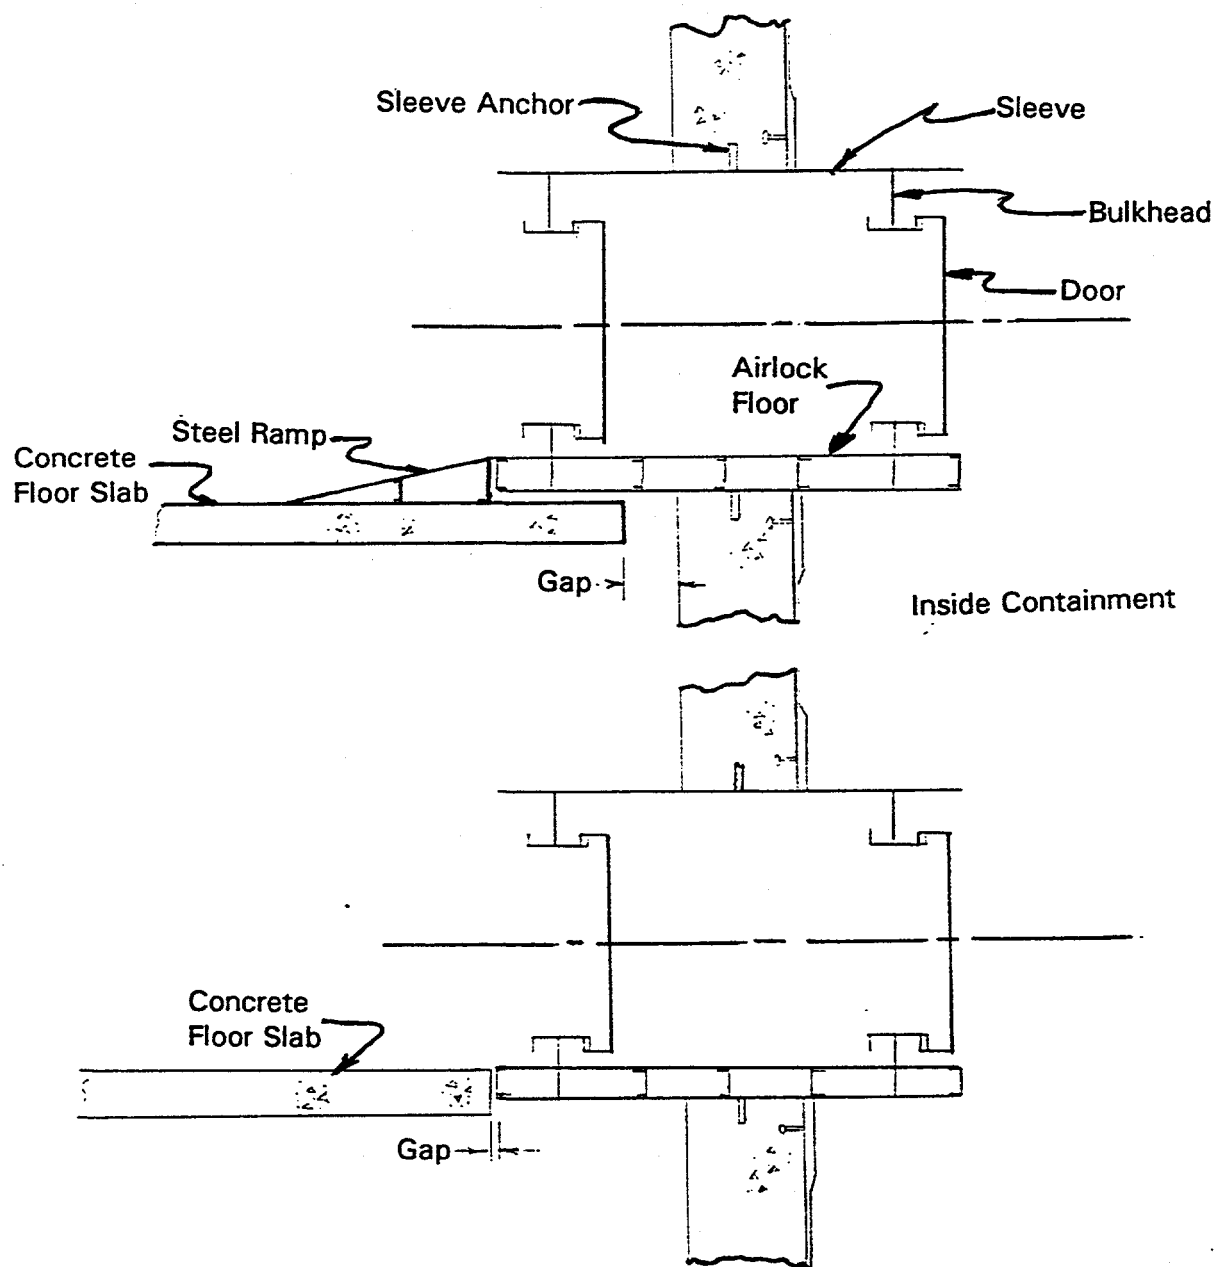 Sleeve Anchor
Sleeve
Bulkhead
Door
Airlock
Floor
Steel Ramp
Concrete
Floor Slab
Gap
Inside Containment
Concrete
Floor Slab
Gap